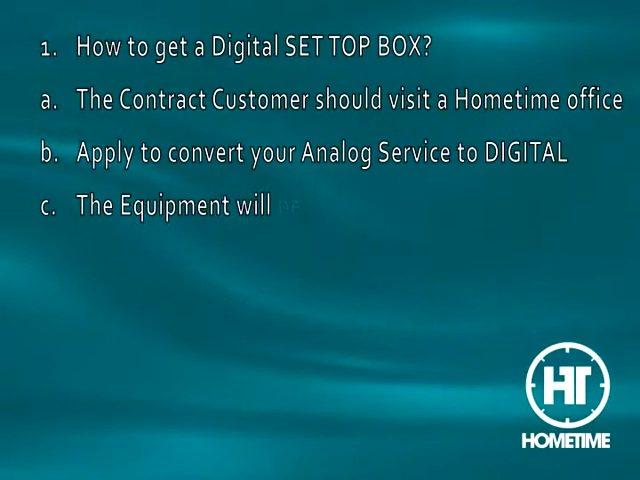 1. How to get a Digital SET TOP BOX?
a. The Contract Customer should visit a Hometime office
b. Apply to convert your Analog Service to DIGITAL
c. The Equipment will
HT
HOMETIME